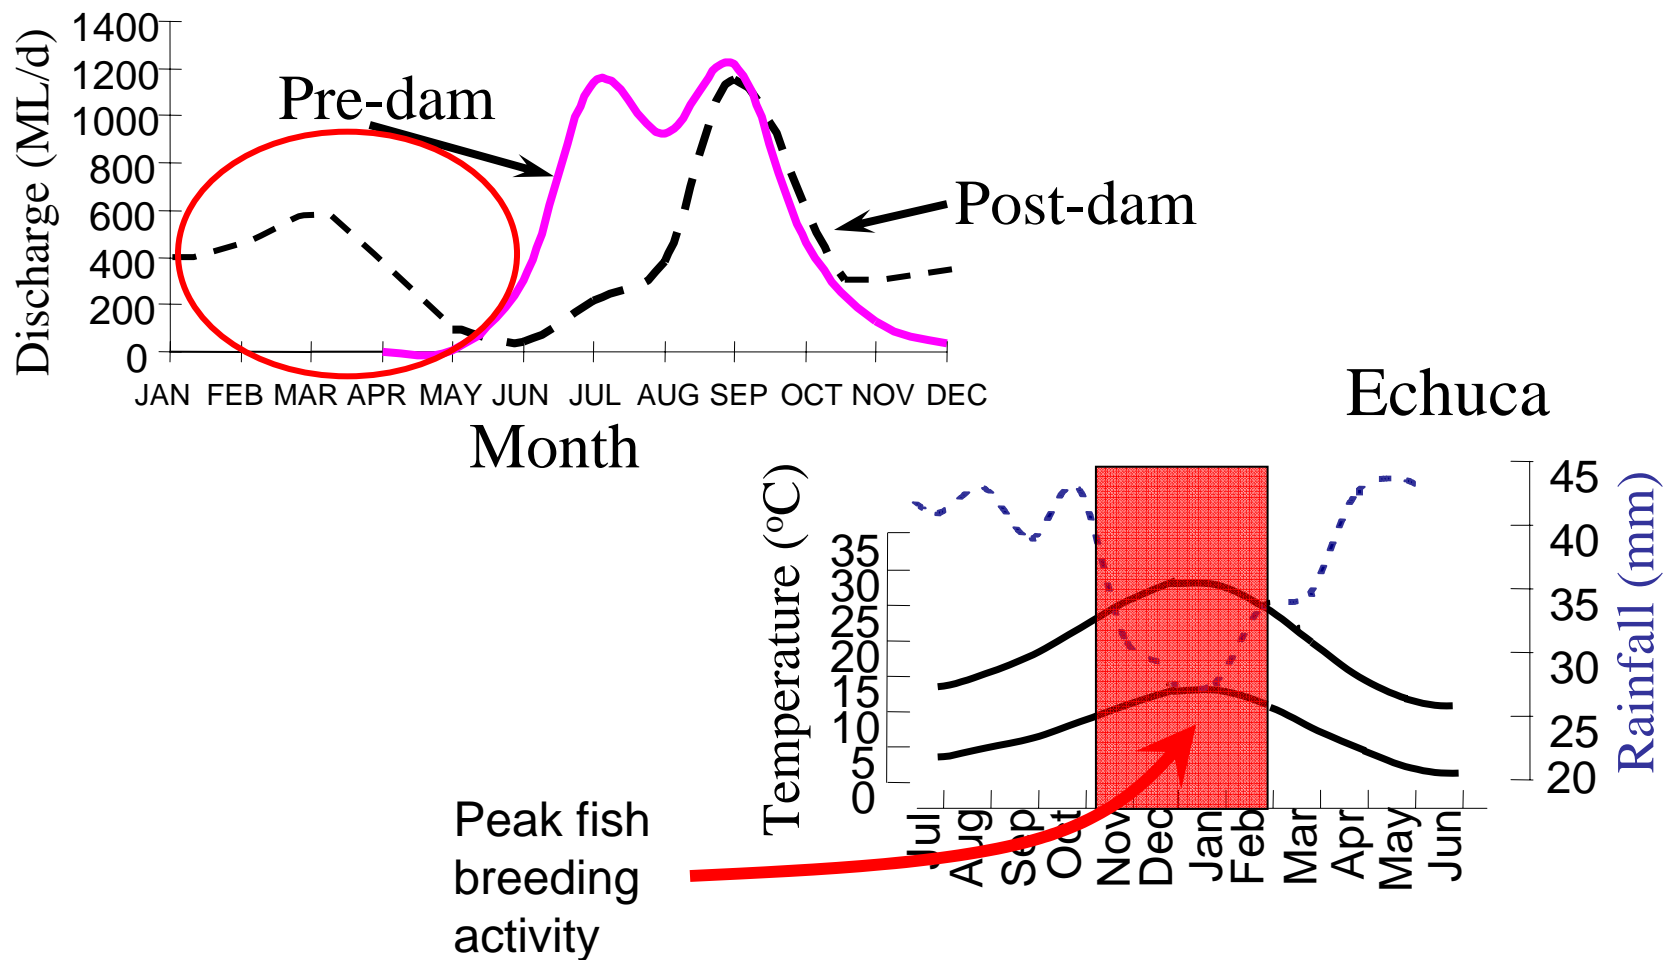 1400
1200
1000
800
600
400
200
0
Discharge (ML/d)
Pre-dam
Post-dam
JAN FEB MAR APR MAY JUN JUL AUG SEP OCT NOV DEC
Month
Echuca
Temperature (°C)
35
30
25
20
15
10
5
0
45
40
35
30
25
20
Rainfall (mm)
Jul Aug Sep Oct Nov Dec Jan Feb Mar Apr May Jun
Peak fish
breeding
activity